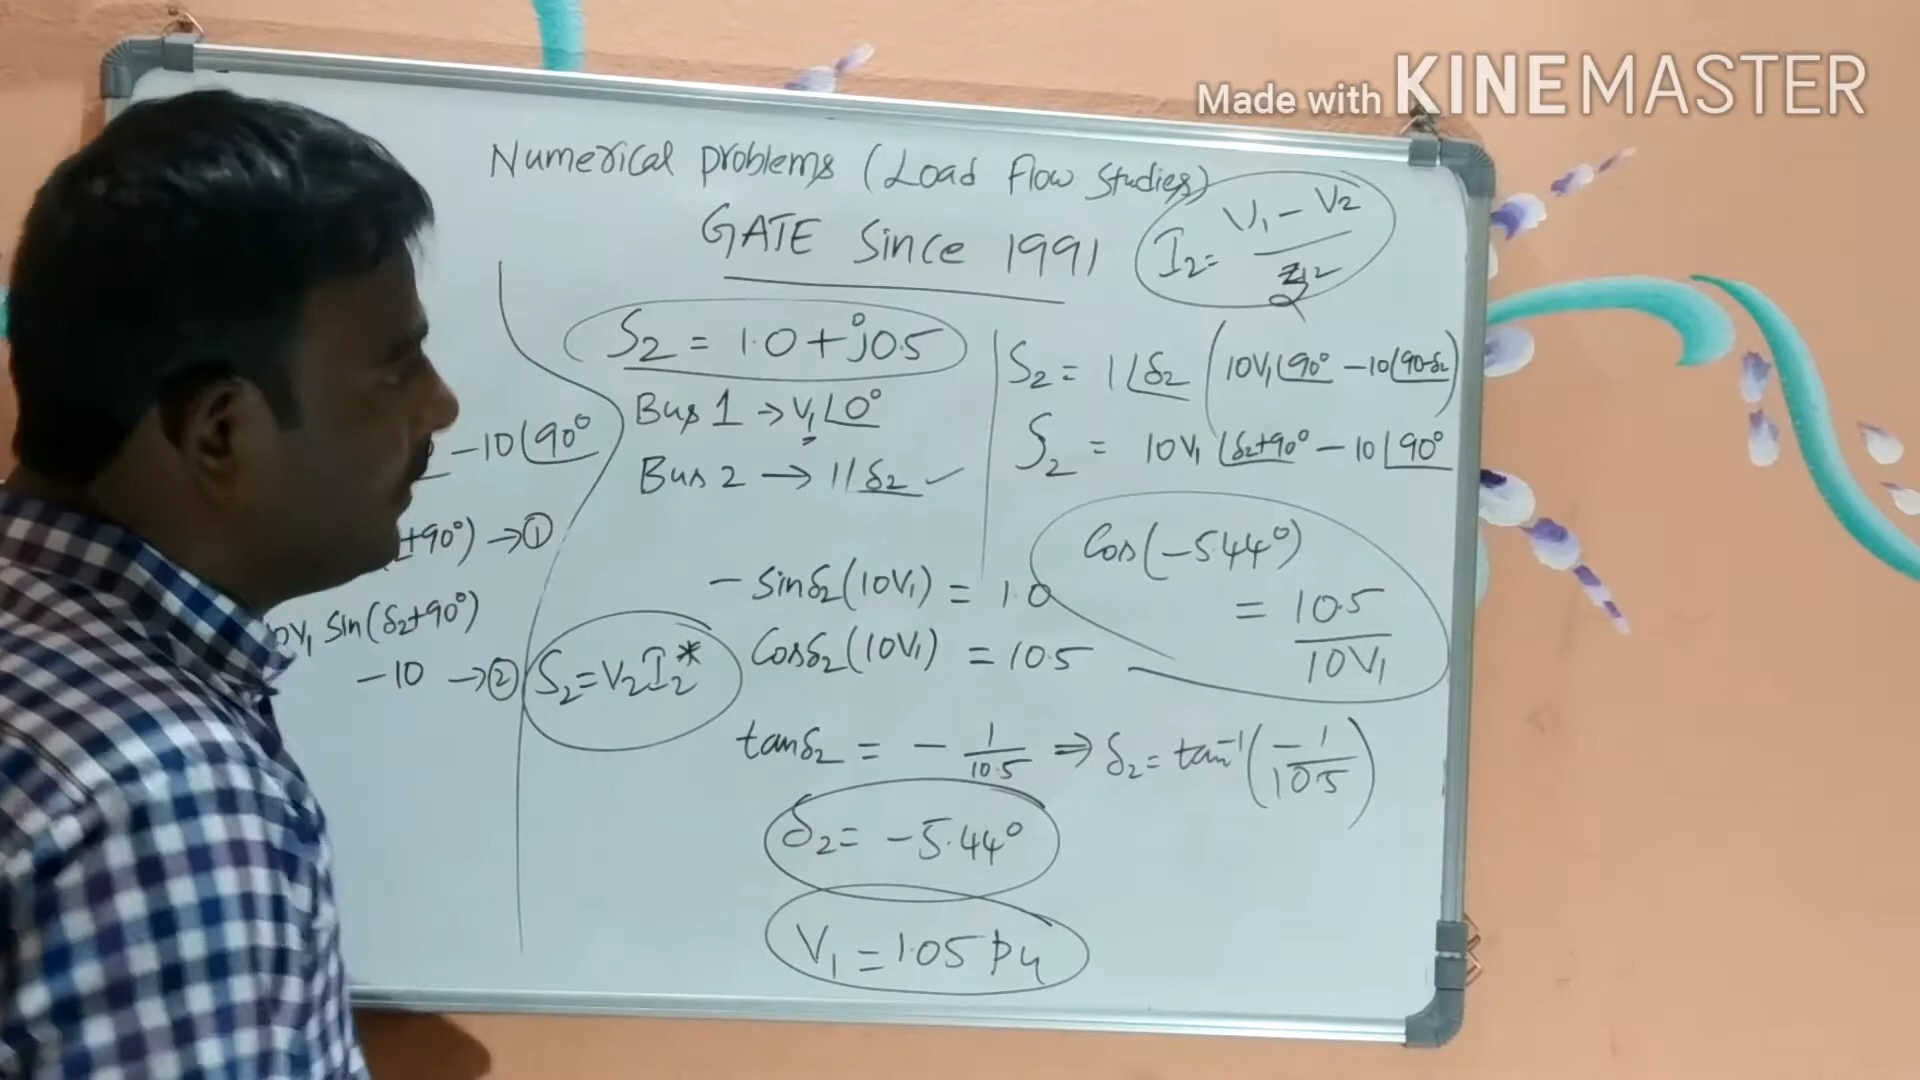 Made with KINEMASTER
Numerical problems (Load Flow Studies)
GATE Since 1991
I₂ = V₁ - V₂ /
-10∠90°
+90°) → ①
10V₁ Sin(δ₂+90°)
-10 → ②
S₂ = 1.0 + j0.5
Bus 1 → V₁∠0°
Bus 2 → 1∠δ₂ ✓
S₂ = V₂I₂*
S₂ = 1∠δ₂ (10V₁∠90° - 10∠90-δ₂)
S₂ = 10V₁∠δ₂+90° - 10∠90°
- Sinδ₂(10V₁) = 1.0
Cosδ₂(10V₁) = 10.5
Cos(-5.44°)
= 10.5 / 10V₁
tanδ₂ = - 1/10.5 ⇒ δ₂ = tan⁻¹(-1/10.5)
δ₂ = -5.44°
V₁ = 1.05 pu